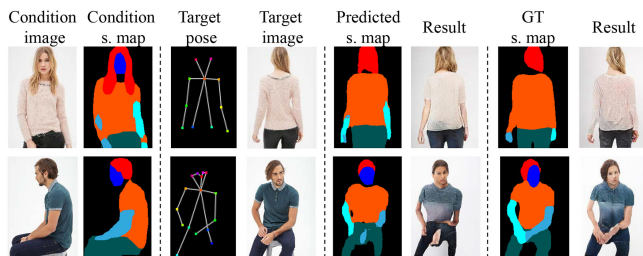 Condition image
Condition s. map
Target pose
Target image
Predicted s. map
Result
GT s. map
Result